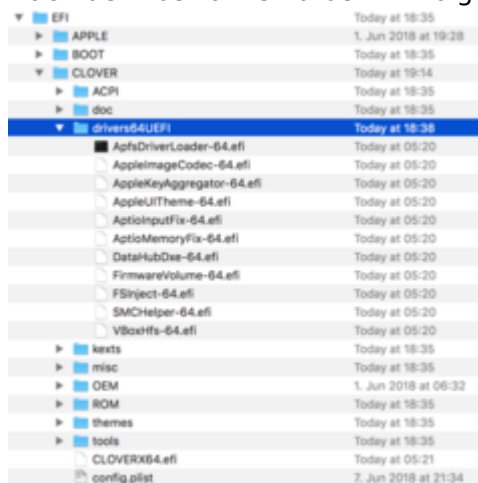 EFI Today at 18:35
APPLE 1. Jun 2018 at 19:28
BOOT Today at 18:35
CLOVER Today at 19:14
ACPI Today at 18:35
doc Today at 18:35
drivers64UEFI Today at 18:38
ApfsDriverLoader-64.efi Today at 05:20
AppleImageCodec-64.efi Today at 05:20
AppleKeyAggregator-64.efi Today at 05:20
AppleUITheme-64.efi Today at 05:20
AptioInputFix-64.efi Today at 05:20
AptioMemoryFix-64.efi Today at 05:20
DataHubDxe-64.efi Today at 05:20
FirmwareVolume-64.efi Today at 05:20
FSInject-64.efi Today at 05:20
SMCHelper-64.efi Today at 05:20
VBoxHfs-64.efi Today at 05:20
kexts Today at 18:35
misc Today at 18:35
OEM 1. Jun 2018 at 06:32
ROM Today at 18:35
themes Today at 18:35
tools Today at 18:35
CLOVERX64.efi Today at 05:21
config.plist 7. Jun 2018 at 21:34